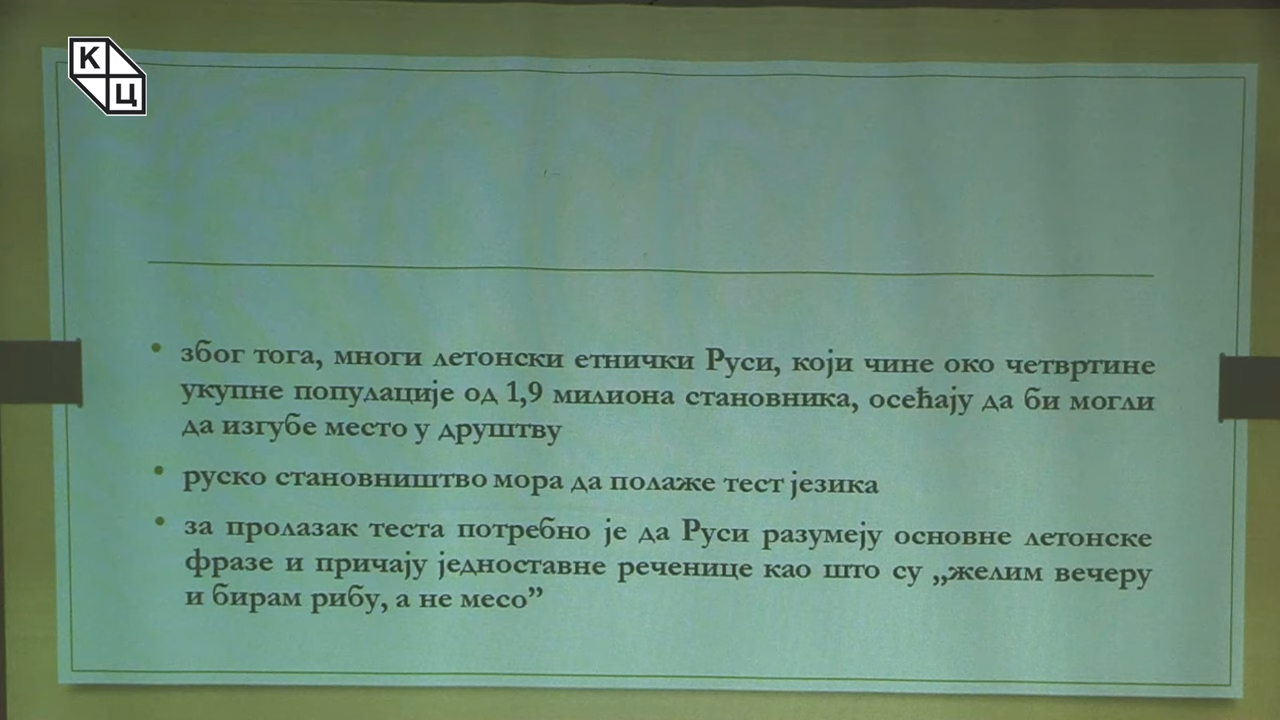 К
Ц
• због тога, многи летонски етнички Руси, који чине око четвртине
укупне популације од 1,9 милиона становника, осећају да би могли
да изгубе место у друштву
• руско становништво мора да полаже тест језика
• за пролазак теста потребно је да Руси разумеју основне летонске
фразе и причају једноставне реченице као што су „желим вечеру
и бирам рибу, а не месо”